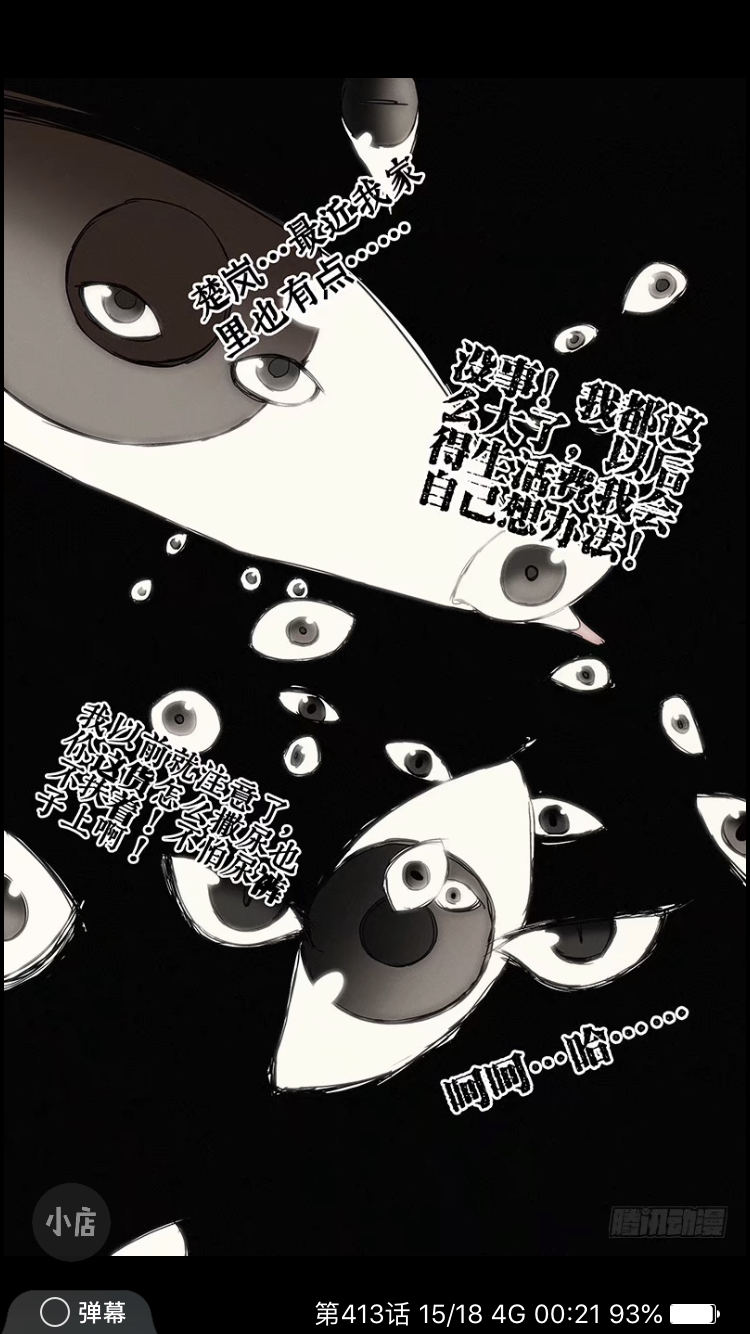 楚岚…最近我家
里也有点……
没事！我都这
么大了，以后
得生活费我会
自己想办法！
我以前就注意了，
你这货怎么撒尿也
不扶着！不怕尿裤
子上啊！
呵呵…哈……
小店
腾讯动漫
弹幕
第413话 15/18 4G 00:21 93%